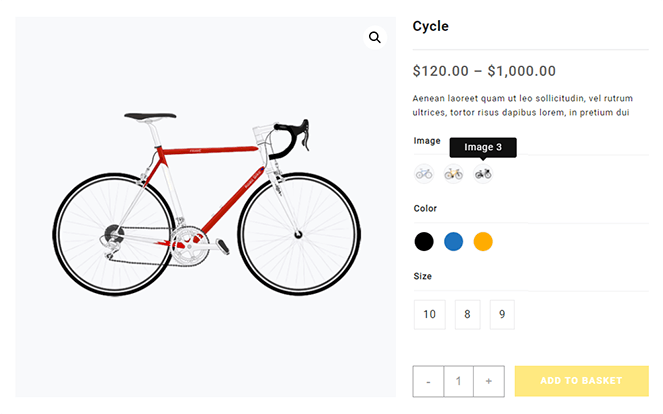 Cycle
$120.00 – $1,000.00
Aenean laoreet quam ut leo sollicitudin, vel rutrum
ultrices, tortor risus dapibus lorem, in pretium dui
Image
Image 3
Color
Size
10 8 9
- 1 +
ADD TO BASKET